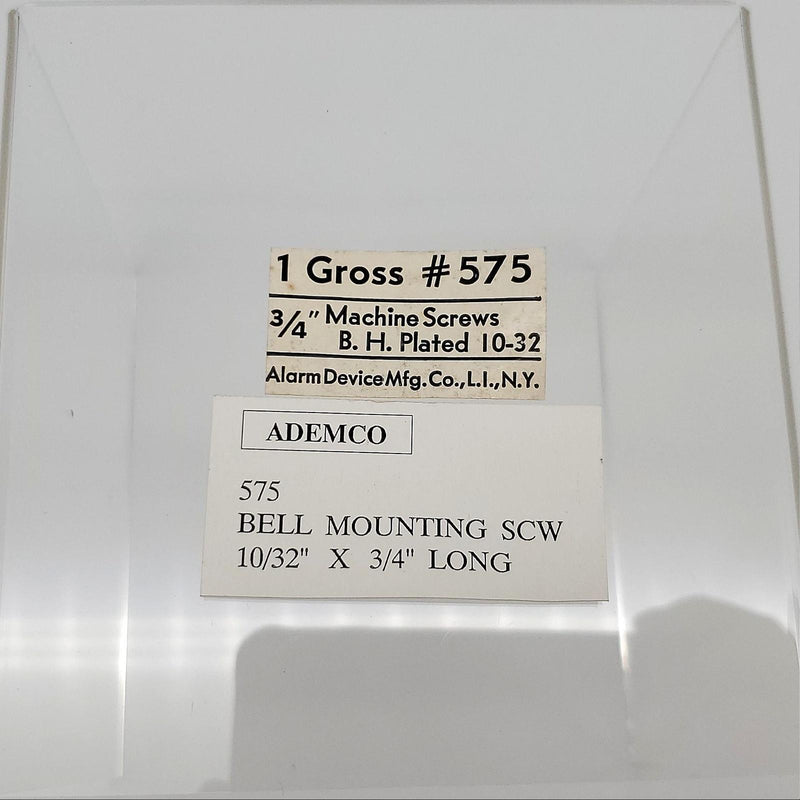 1 Gross #575
3/4" Machine Screws
B. H. Plated 10-32
Alarm Device Mfg. Co., L.I., N.Y.
ADEMCO
575
BELL MOUNTING SCW
10/32" X 3/4" LONG